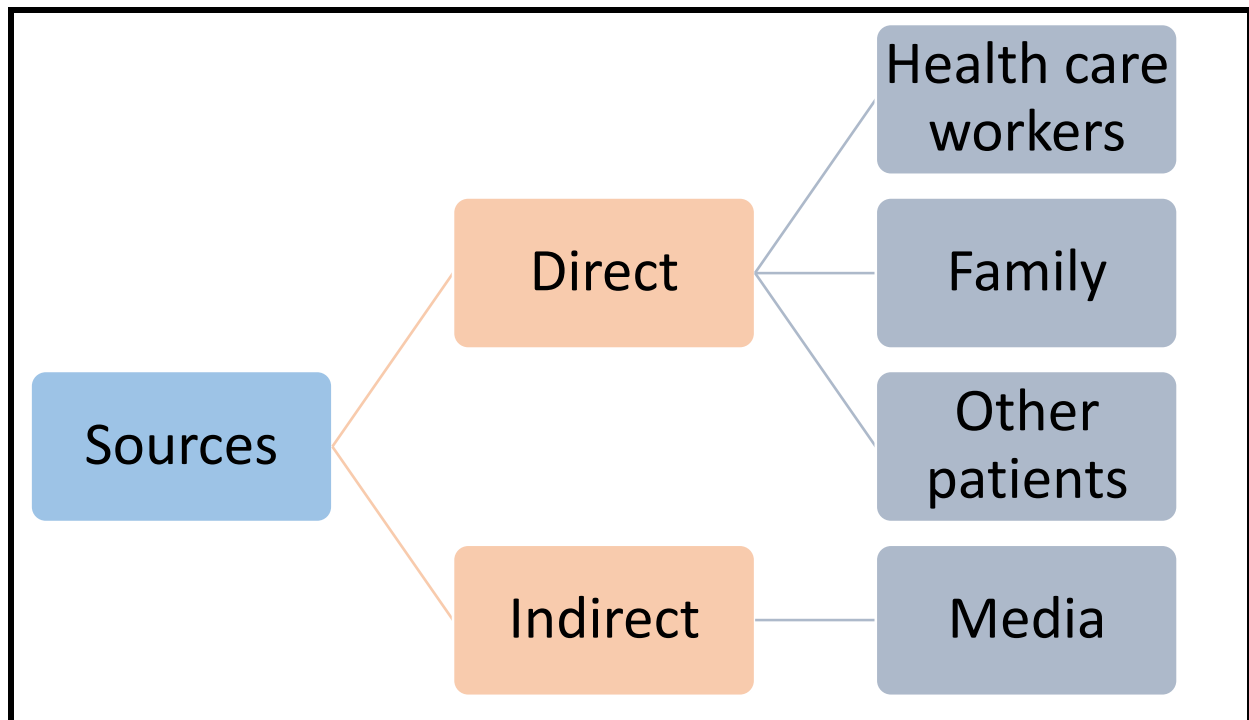 Health care
workers
Direct
Family
Sources
Other
patients
Indirect
Media